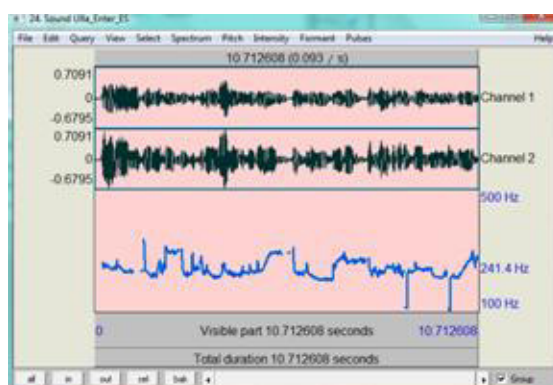 24. Sound Ulla_Enter_ES
File Edit Query View Select Spectrum Pitch Intensity Formant Pulses Help
10.712608 (0.093 / s)
0.7091
0
-0.6795
Channel 1
0.7091
0
-0.6795
Channel 2
500 Hz
241.4 Hz
100 Hz
0 Visible part 10.712608 seconds 10.712608
Total duration 10.712608 seconds
all in out sel bak Group